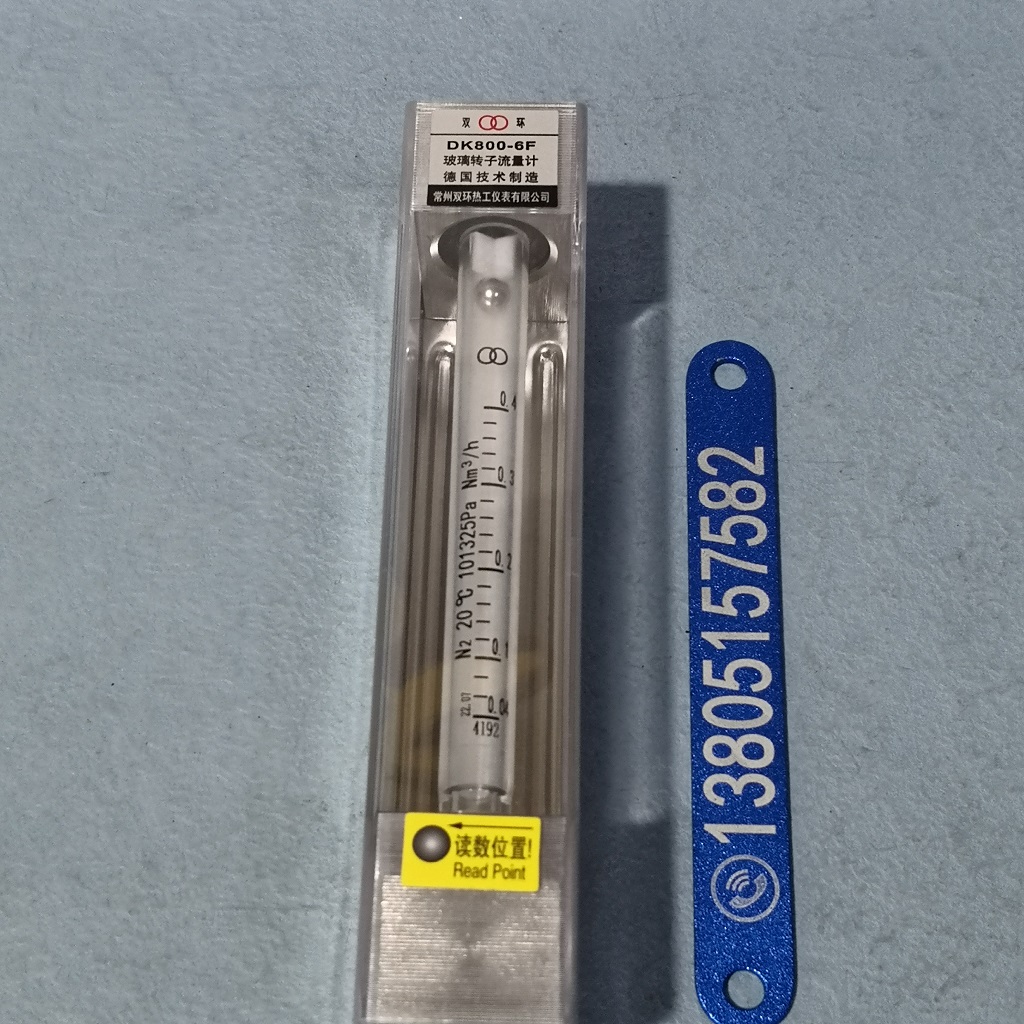 双 环
DK800-6F
玻璃转子流量计
德国技术制造
常州双环热工仪表有限公司
0.4
0.3
0.2
0.1
0.04
N2 20℃ 101325Pa Nm³/h
22.07
4192
读数位置!
Read Point
13805157582